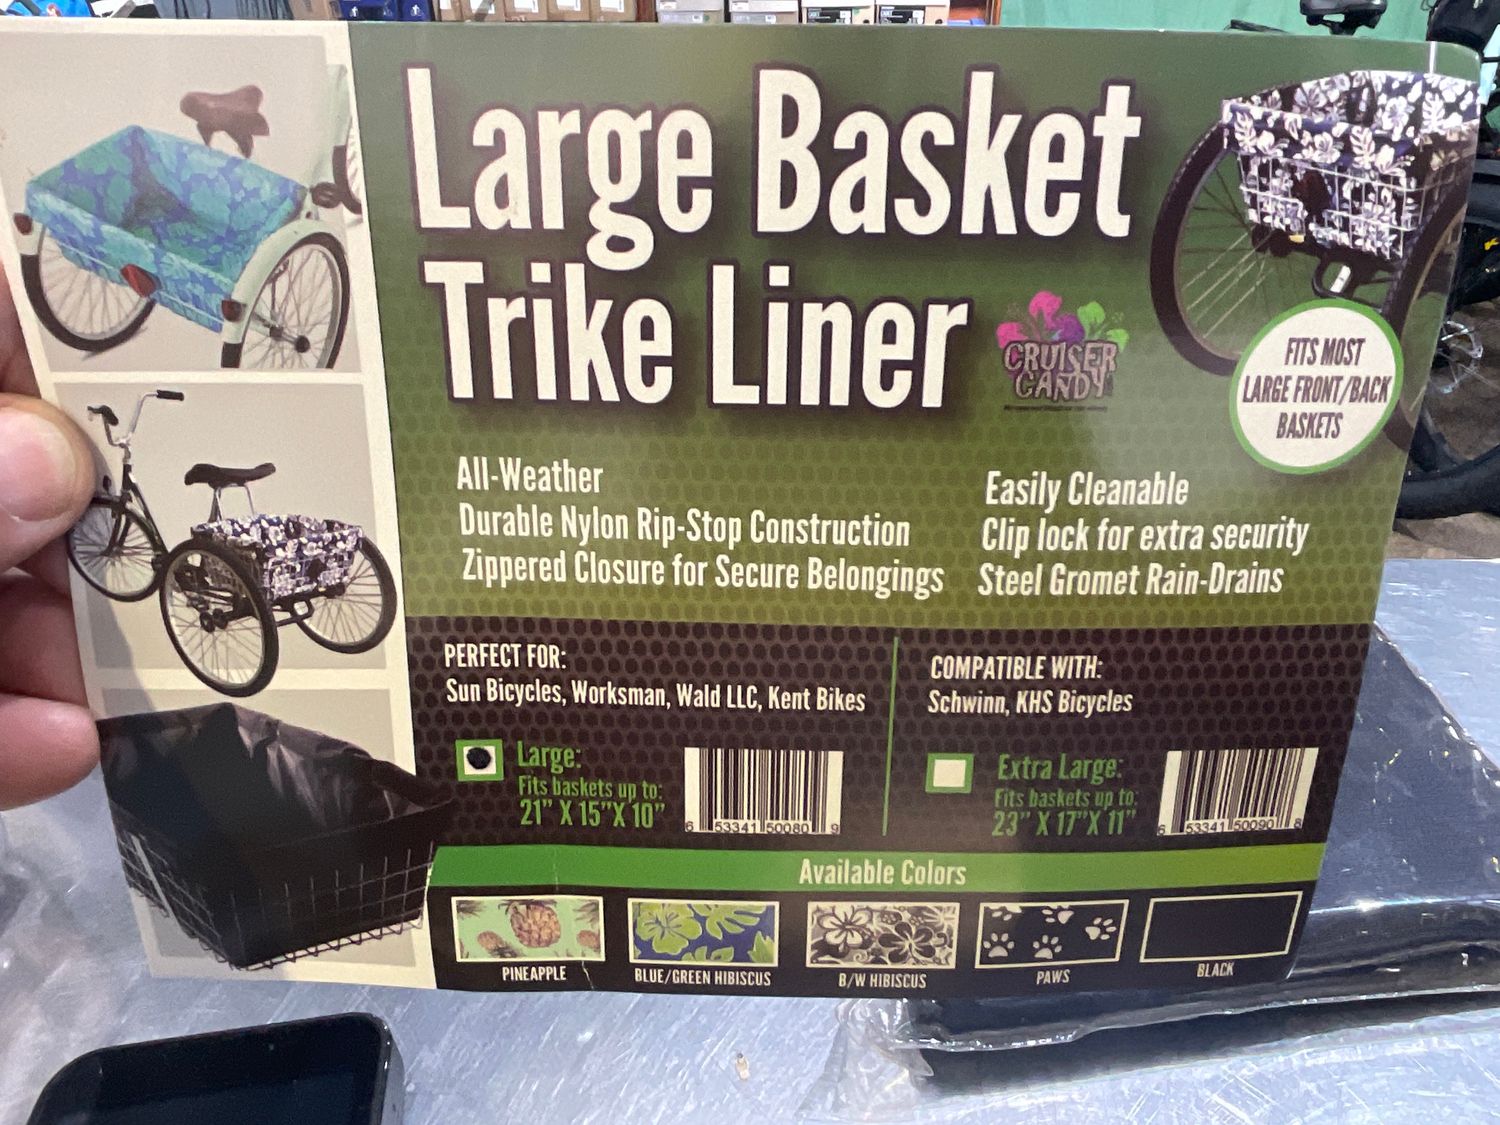 Large Basket
Trike Liner
CRUISER
CANDY
FITS MOST
LARGE FRONT/BACK
BASKETS
All-Weather
Durable Nylon Rip-Stop Construction
Zippered Closure for Secure Belongings
Easily Cleanable
Clip lock for extra security
Steel Gromet Rain-Drains
PERFECT FOR:
Sun Bicycles, Worksman, Wald LLC, Kent Bikes
COMPATIBLE WITH:
Schwinn, KHS Bicycles
Large:
Fits baskets up to:
21" X 15"X 10"
6 53341 50080 9
Extra Large:
Fits baskets up to:
23" X 17"X 11"
6 53341 50090 8
Available Colors
PINEAPPLE
BLUE/GREEN HIBISCUS
B/W HIBISCUS
PAWS
BLACK